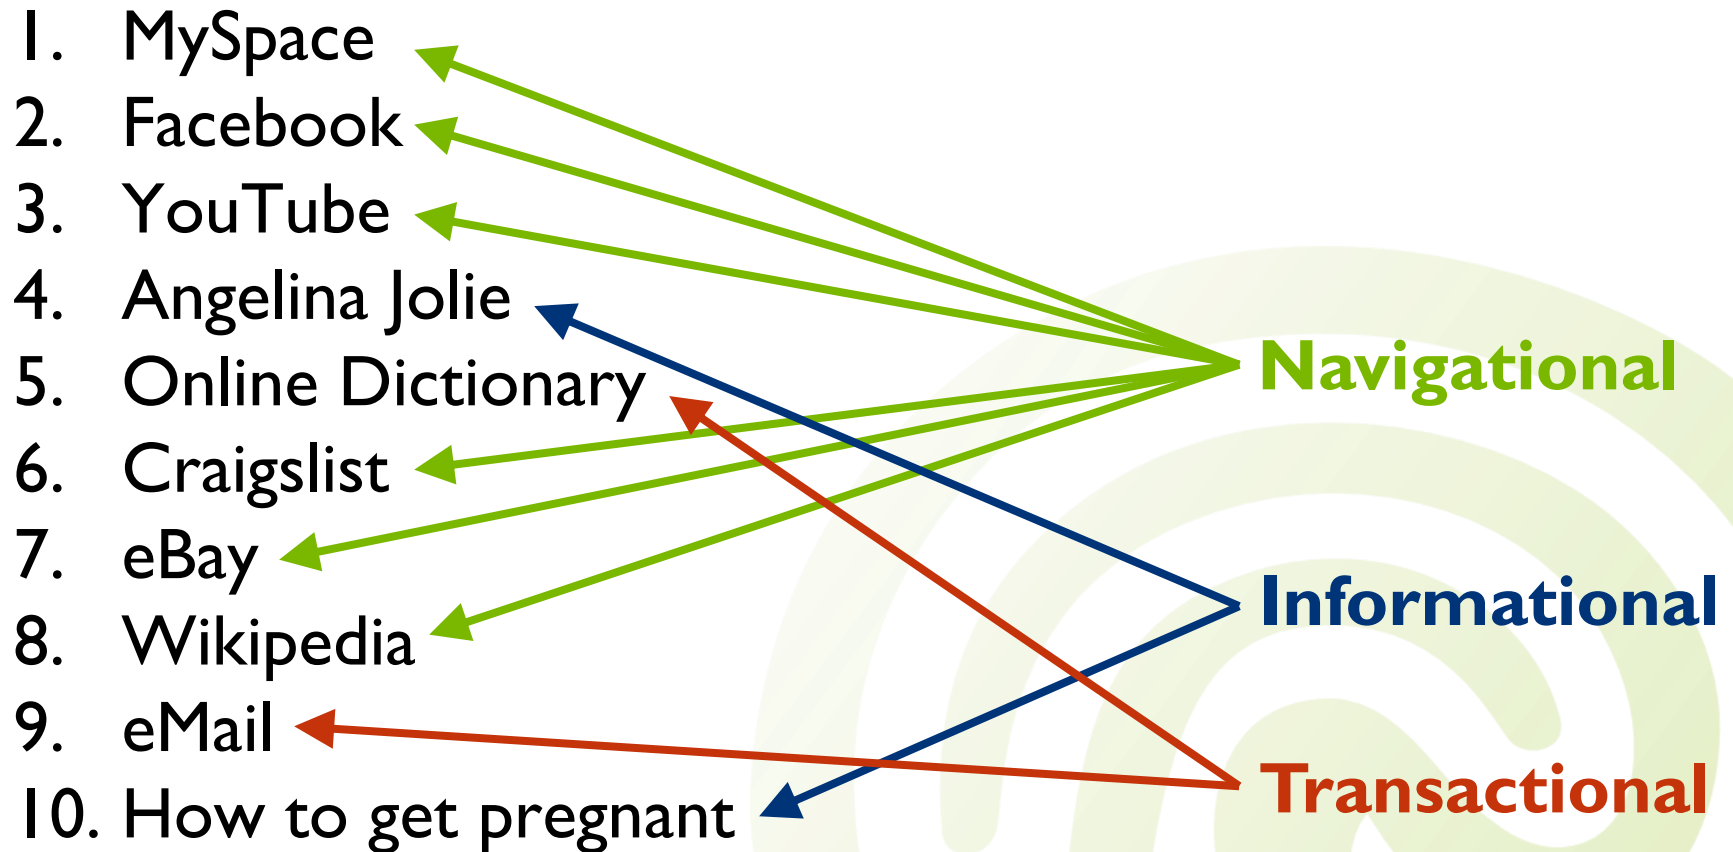 1. MySpace
2. Facebook
3. YouTube
4. Angelina Jolie
5. Online Dictionary
6. Craigslist
7. eBay
8. Wikipedia
9. eMail
10. How to get pregnant
Navigational
Informational
Transactional